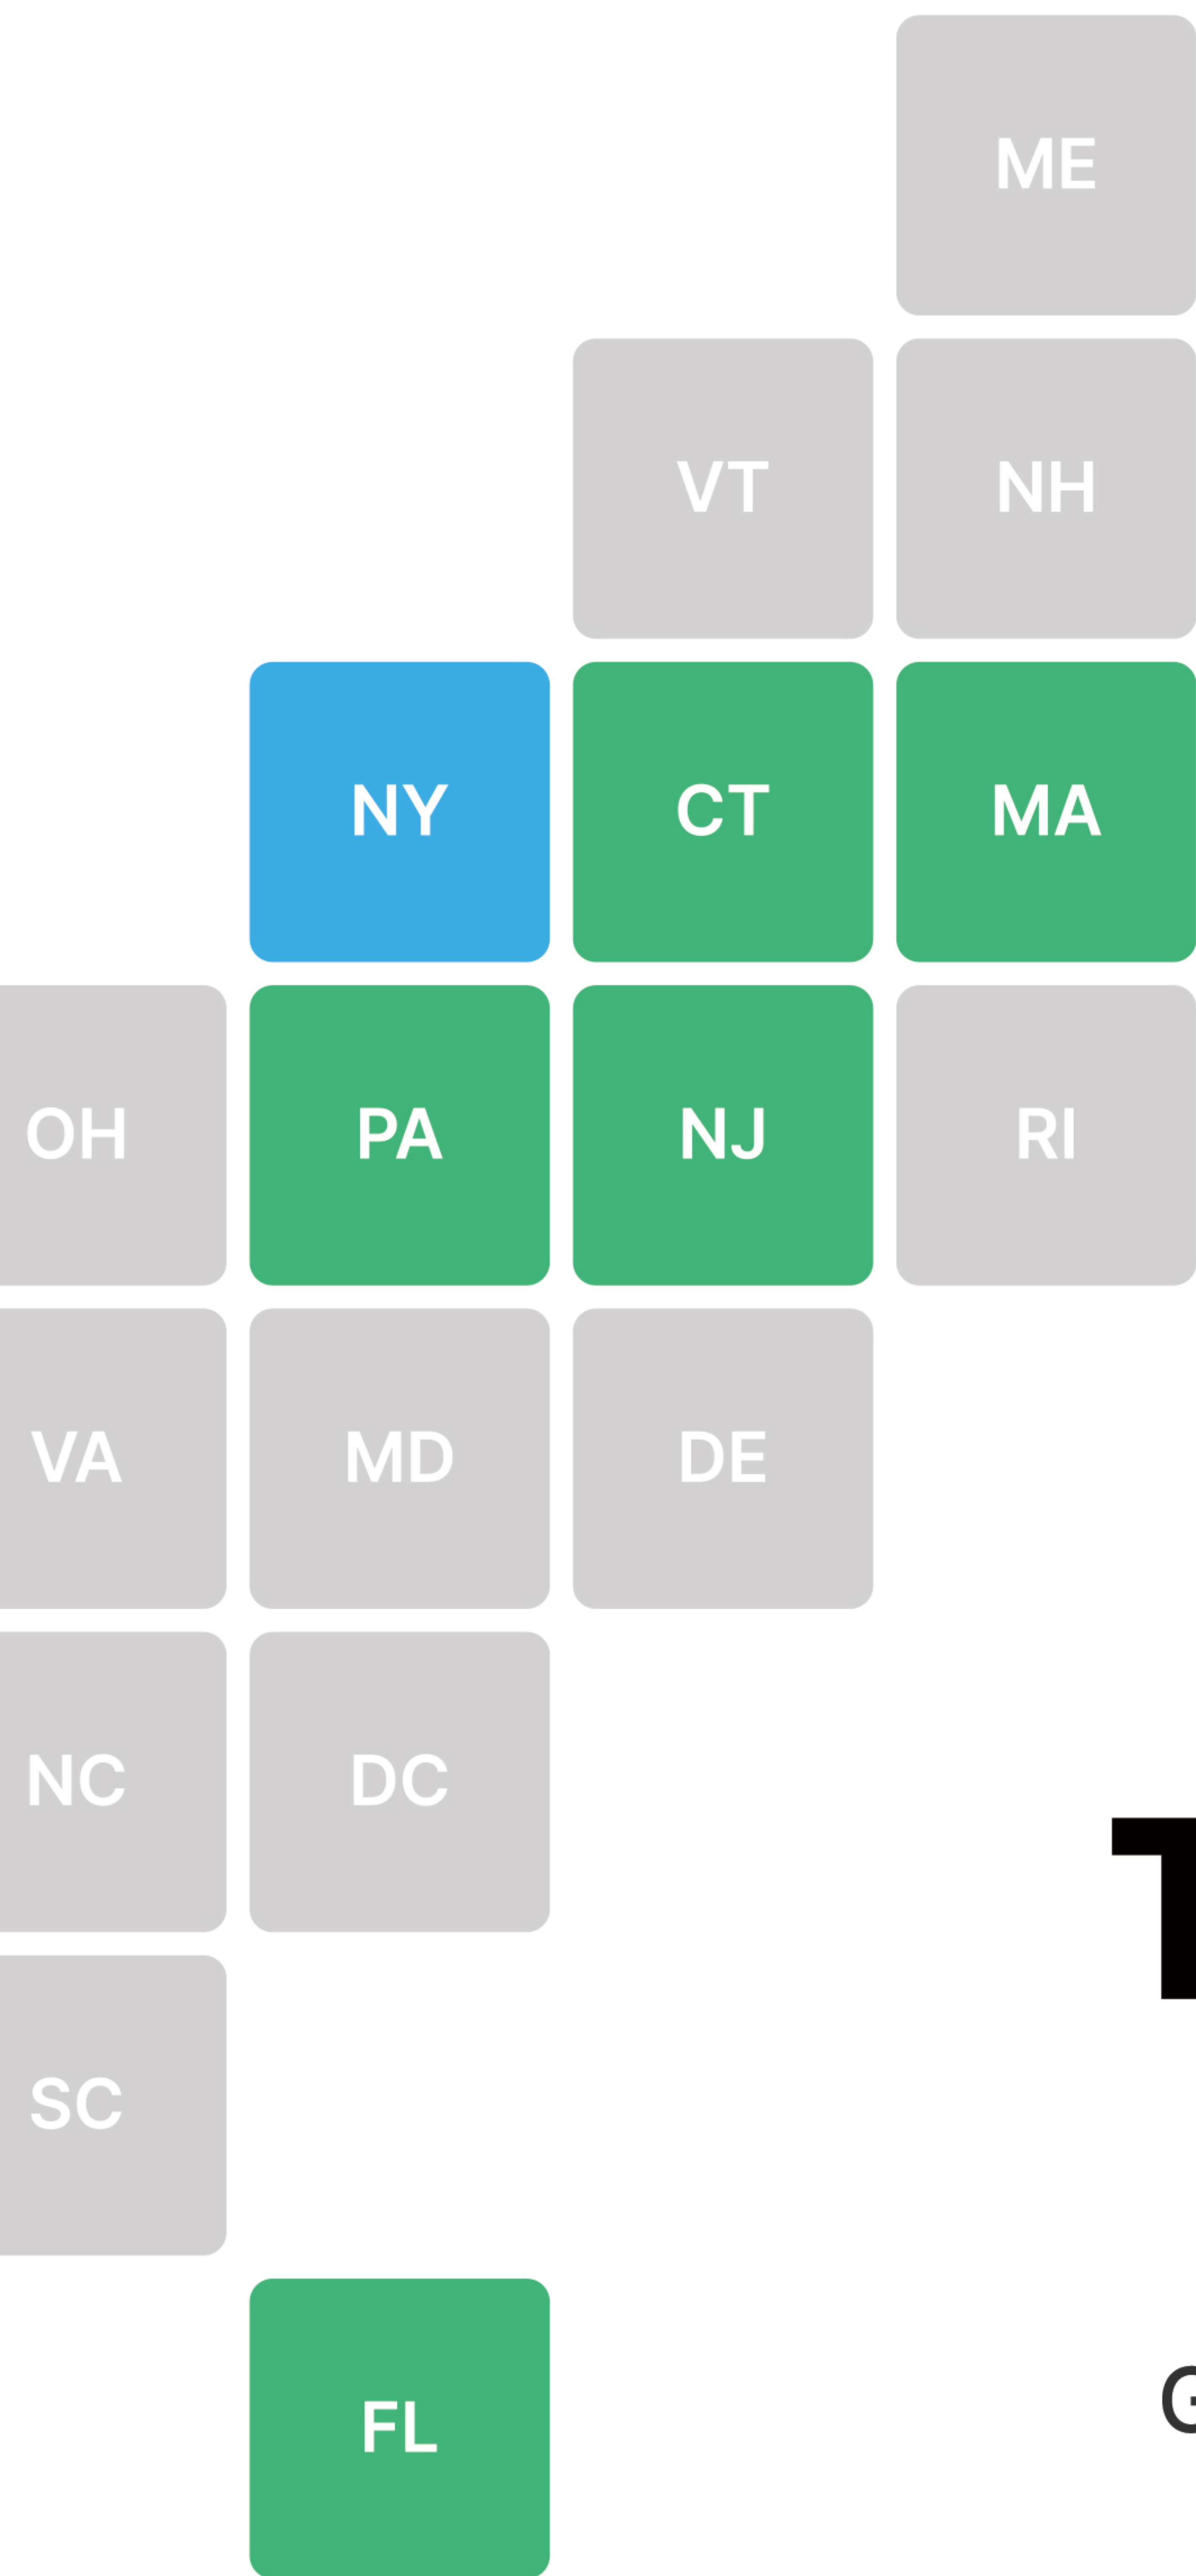 ME
VT NH
NY CT MA
OH PA NJ RI
VA MD DE
NC DC
SC
FL